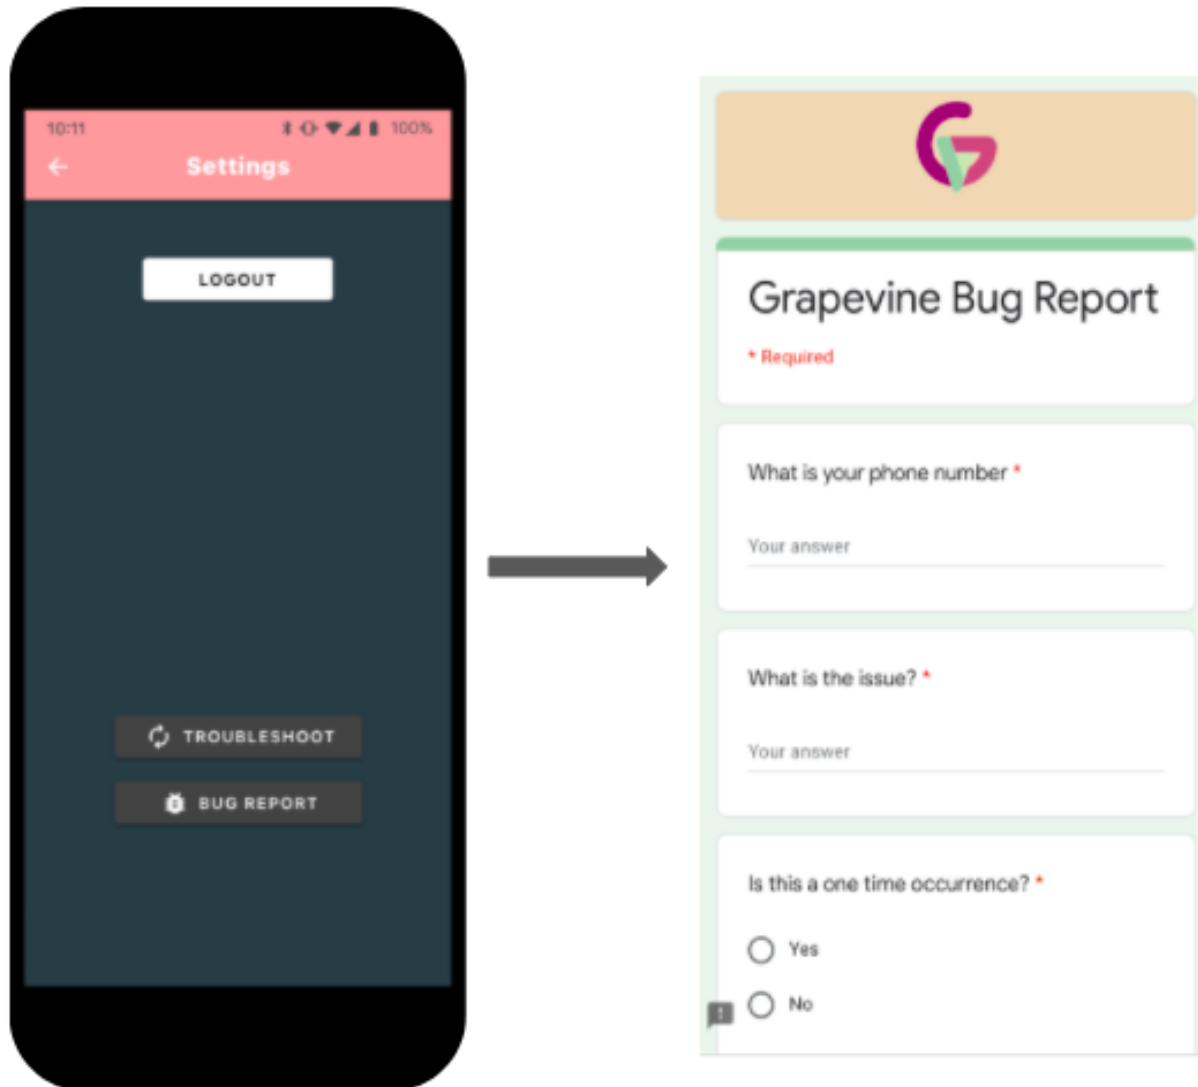 10:11 100%
Settings
LOGOUT
TROUBLESHOOT
BUG REPORT
Grapevine Bug Report
* Required
What is your phone number *
Your answer
What is the issue? *
Your answer
Is this a one time occurrence? *
Yes
No